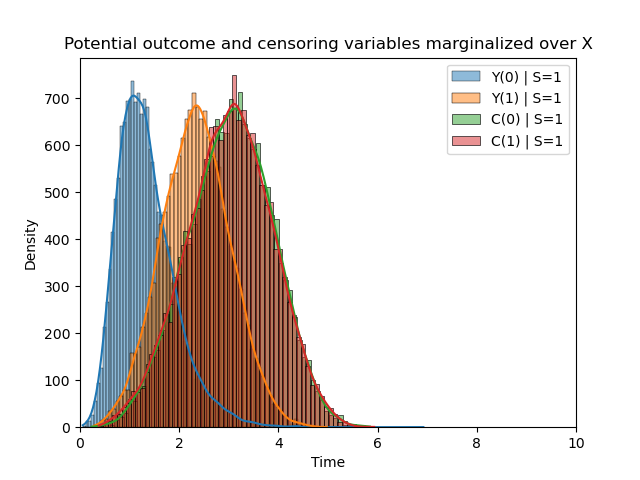 Potential outcome and censoring variables marginalized over X
Y(0) | S=1
Y(1) | S=1
C(0) | S=1
C(1) | S=1
Density
700
600
500
400
300
200
100
0
0 2 4 6 8 10
Time